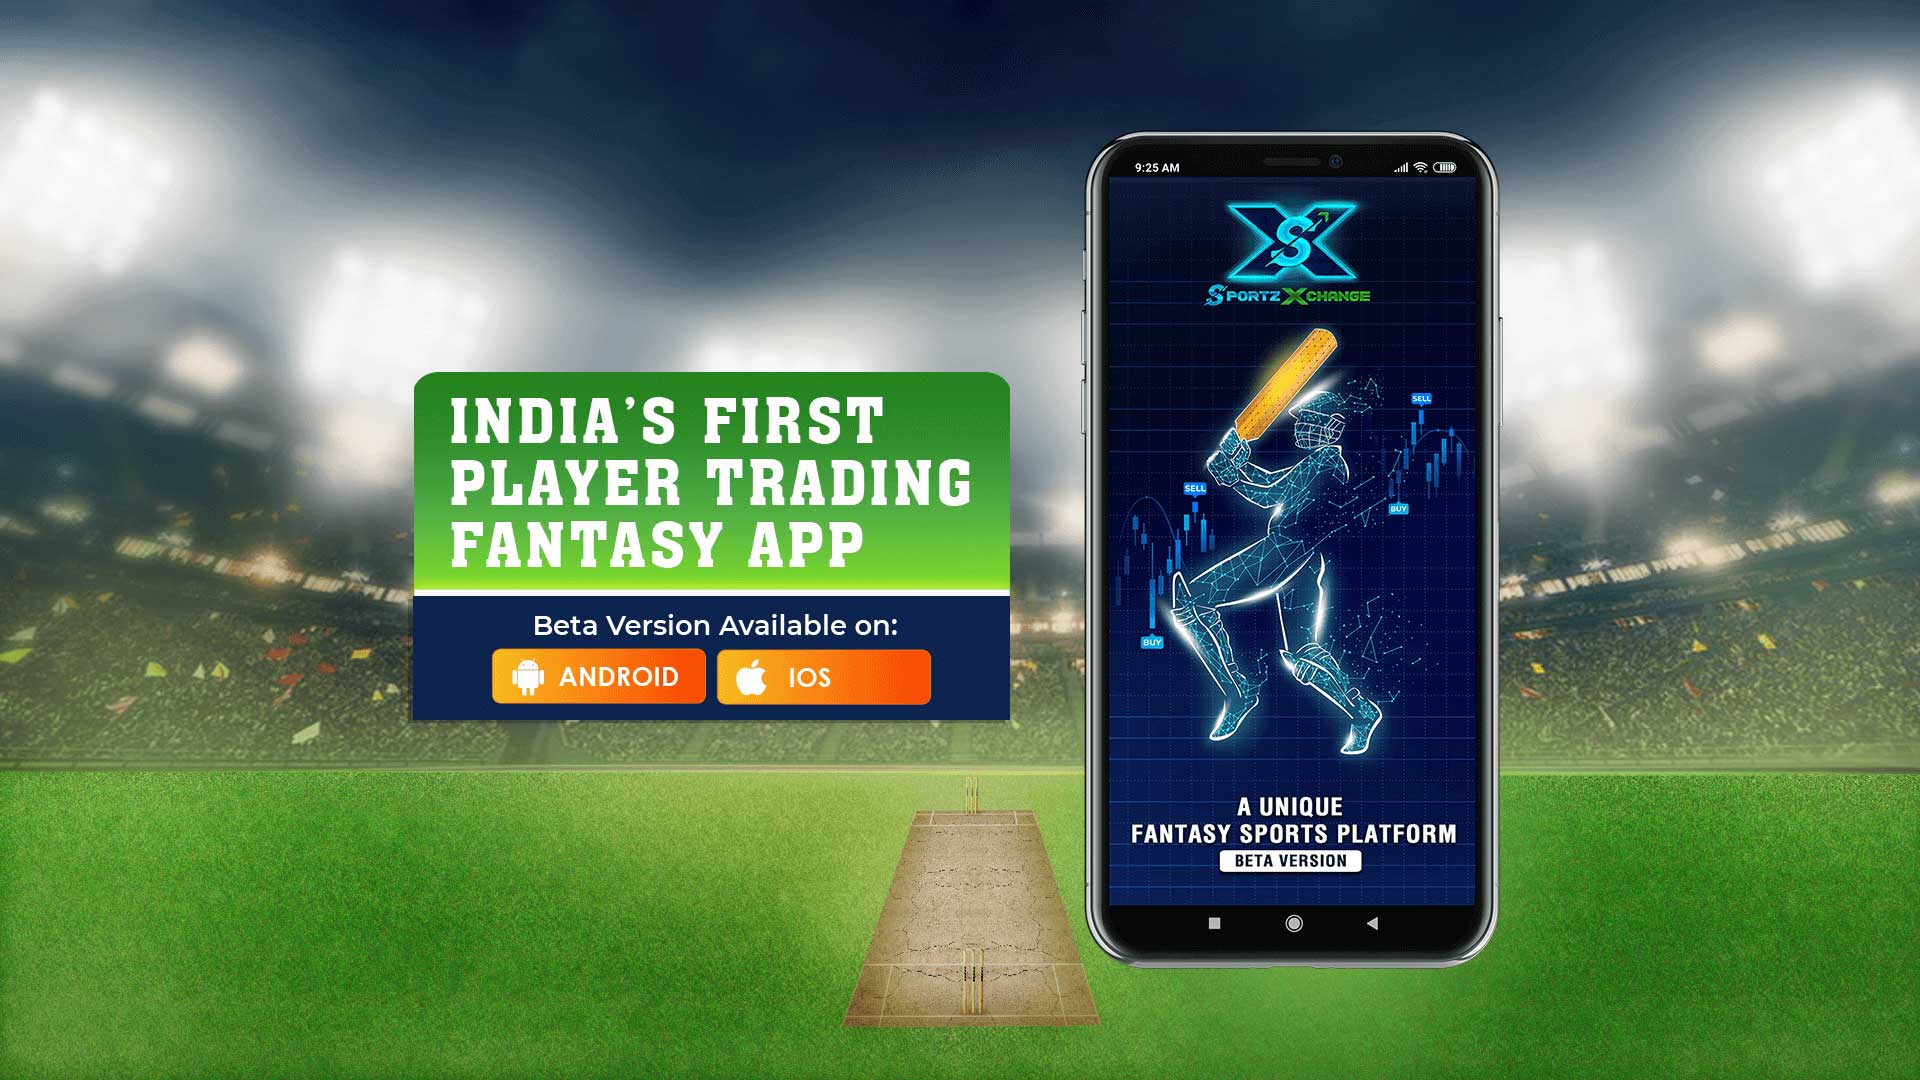 INDIA'S FIRST
PLAYER TRADING
FANTASY APP
Beta Version Available on:
ANDROID
IOS
9:25 AM
SPORTZ XCHANGE
SELL
SELL
BUY
BUY
A UNIQUE
FANTASY SPORTS PLATFORM
BETA VERSION